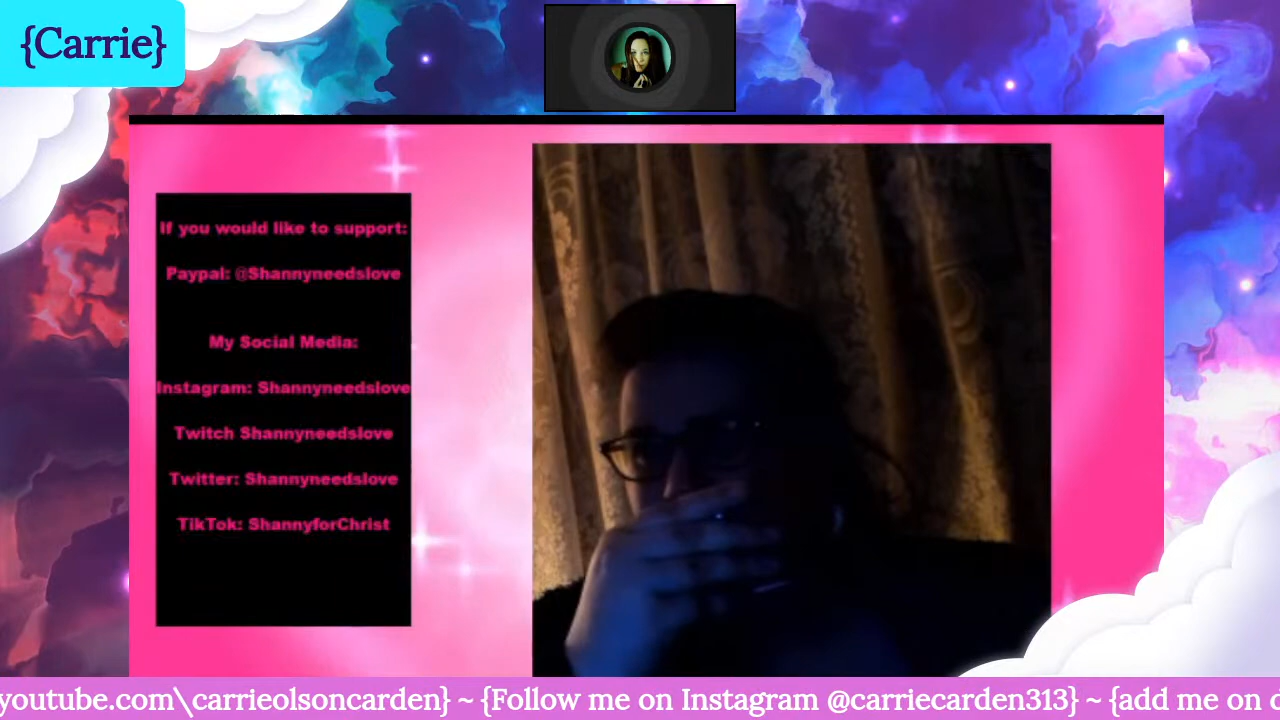 {Carrie}
If you would like to support:
Paypal: @Shannyneedslove
My Social Media:
Instagram: Shannyneedslove
Twitch Shannyneedslove
Twitter: Shannyneedslove
TikTok: ShannyforChrist
youtube.com\carrieolsoncarden} ~ {Follow me on Instagram @carriecarden313} ~ {add me on